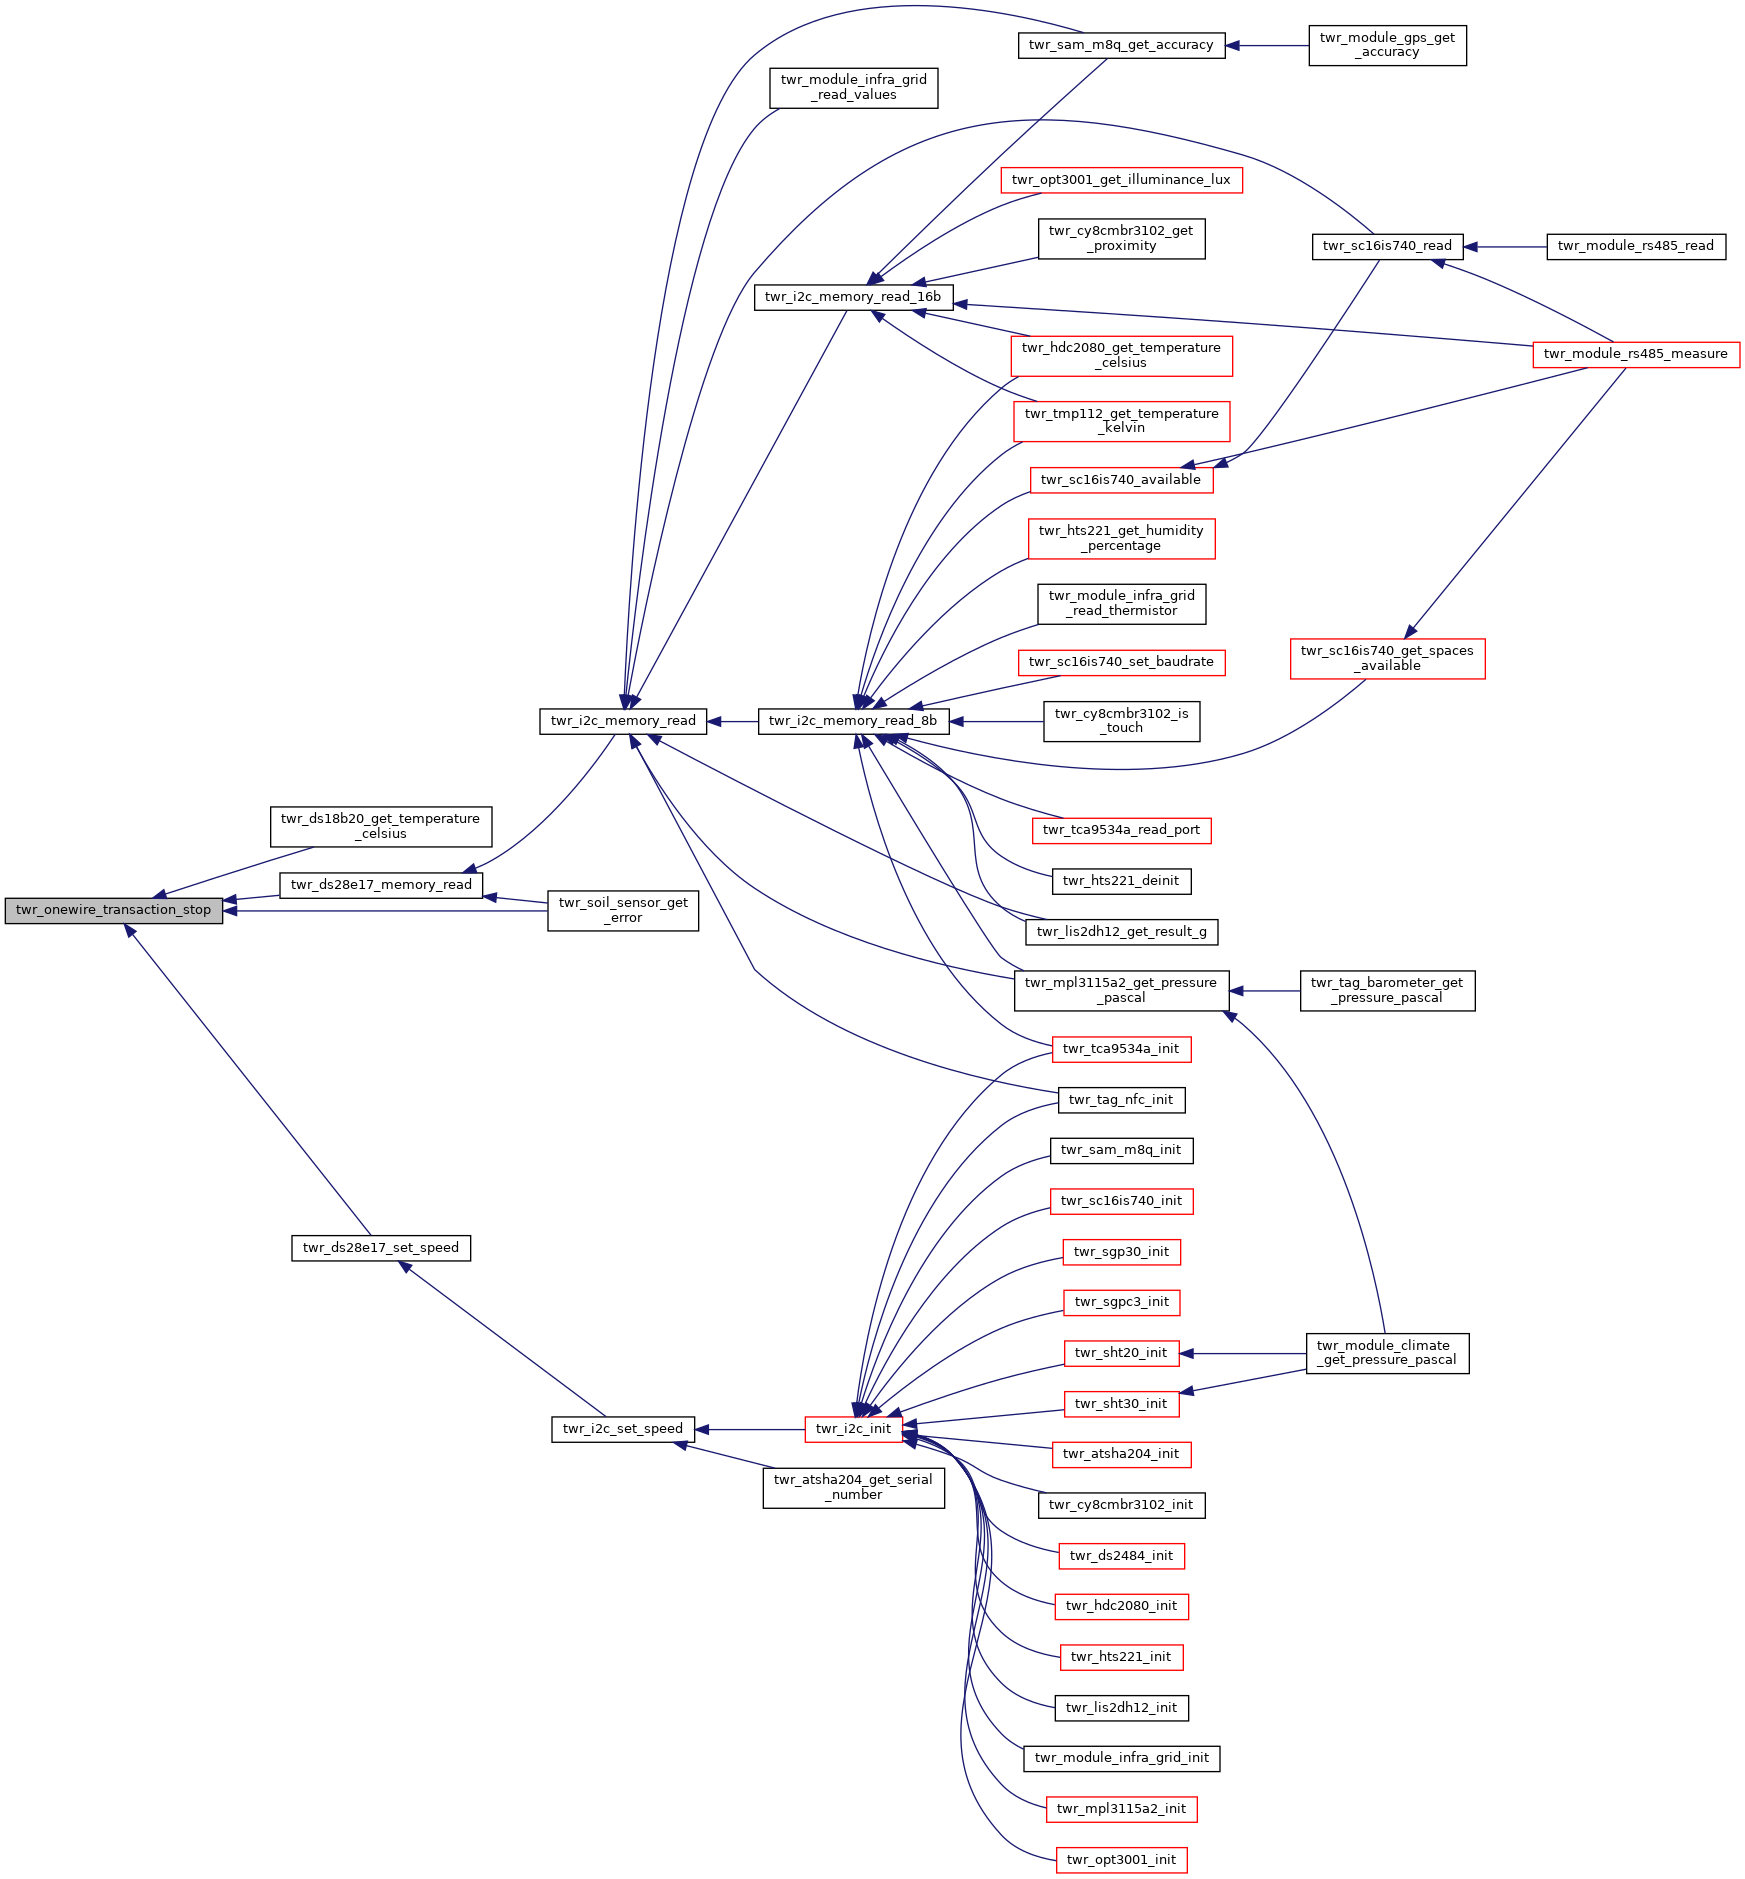 twr_sam_m8q_get_accuracy
twr_module_gps_get
_accuracy
twr_module_infra_grid
_read_values
twr_opt3001_get_illuminance_lux
twr_cy8cmbr3102_get
_proximity
twr_sc16is740_read
twr_module_rs485_read
twr_i2c_memory_read_16b
twr_hdc2080_get_temperature
_celsius
twr_module_rs485_measure
twr_tmp112_get_temperature
_kelvin
twr_sc16is740_available
twr_hts221_get_humidity
_percentage
twr_module_infra_grid
_read_thermistor
twr_sc16is740_get_spaces
_available
twr_sc16is740_set_baudrate
twr_i2c_memory_read
twr_i2c_memory_read_8b
twr_cy8cmbr3102_is
_touch
twr_ds18b20_get_temperature
_celsius
twr_tca9534a_read_port
twr_ds28e17_memory_read
twr_hts221_deinit
twr_onewire_transaction_stop
twr_soil_sensor_get
_error
twr_lis2dh12_get_result_g
twr_mpl3115a2_get_pressure
_pascal
twr_tag_barometer_get
_pressure_pascal
twr_tca9534a_init
twr_tag_nfc_init
twr_sam_m8q_init
twr_sc16is740_init
twr_ds28e17_set_speed
twr_sgp30_init
twr_sgpc3_init
twr_sht20_init
twr_module_climate
_get_pressure_pascal
twr_sht30_init
twr_i2c_set_speed
twr_i2c_init
twr_atsha204_init
twr_atsha204_get_serial
_number
twr_cy8cmbr3102_init
twr_ds2484_init
twr_hdc2080_init
twr_hts221_init
twr_lis2dh12_init
twr_module_infra_grid_init
twr_mpl3115a2_init
twr_opt3001_init